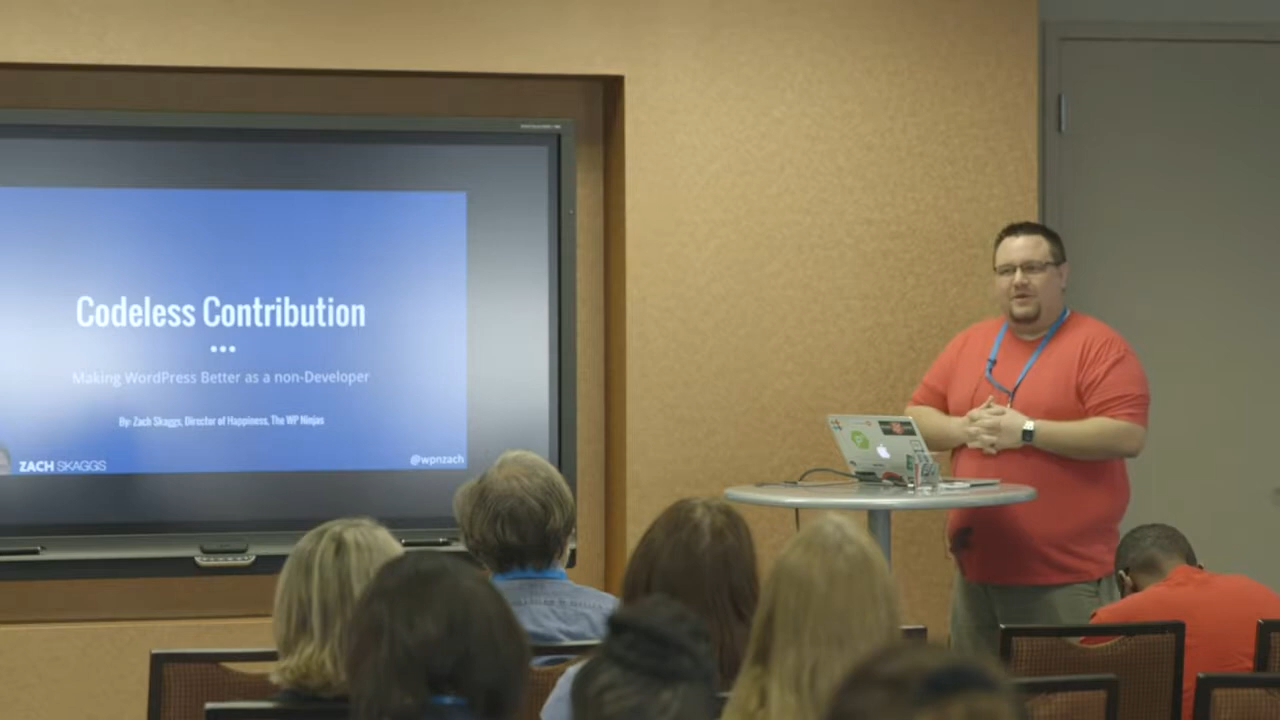 Codeless Contribution
Making WordPress Better as a non-Developer
By: Zach Skaggs, Director of Happiness, The WP Ninjas
ZACH SKAGGS
@wpnzach